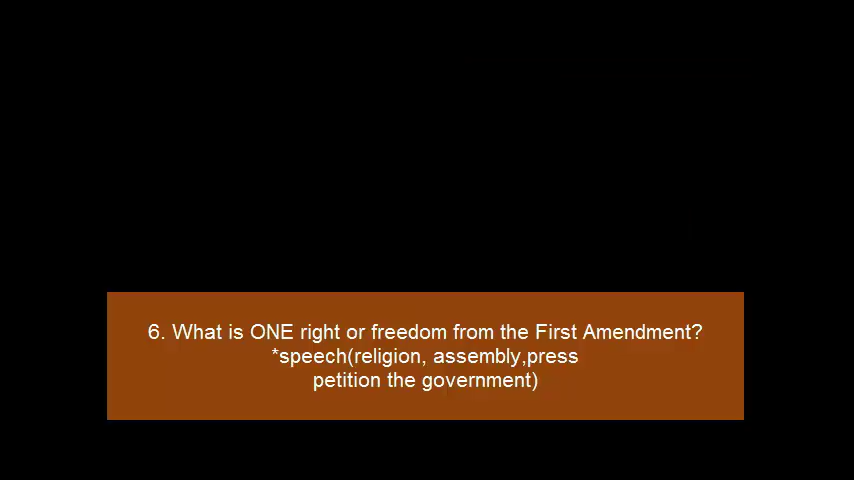 6. What is ONE right or freedom from the First Amendment?
*speech(religion, assembly,press
petition the government)